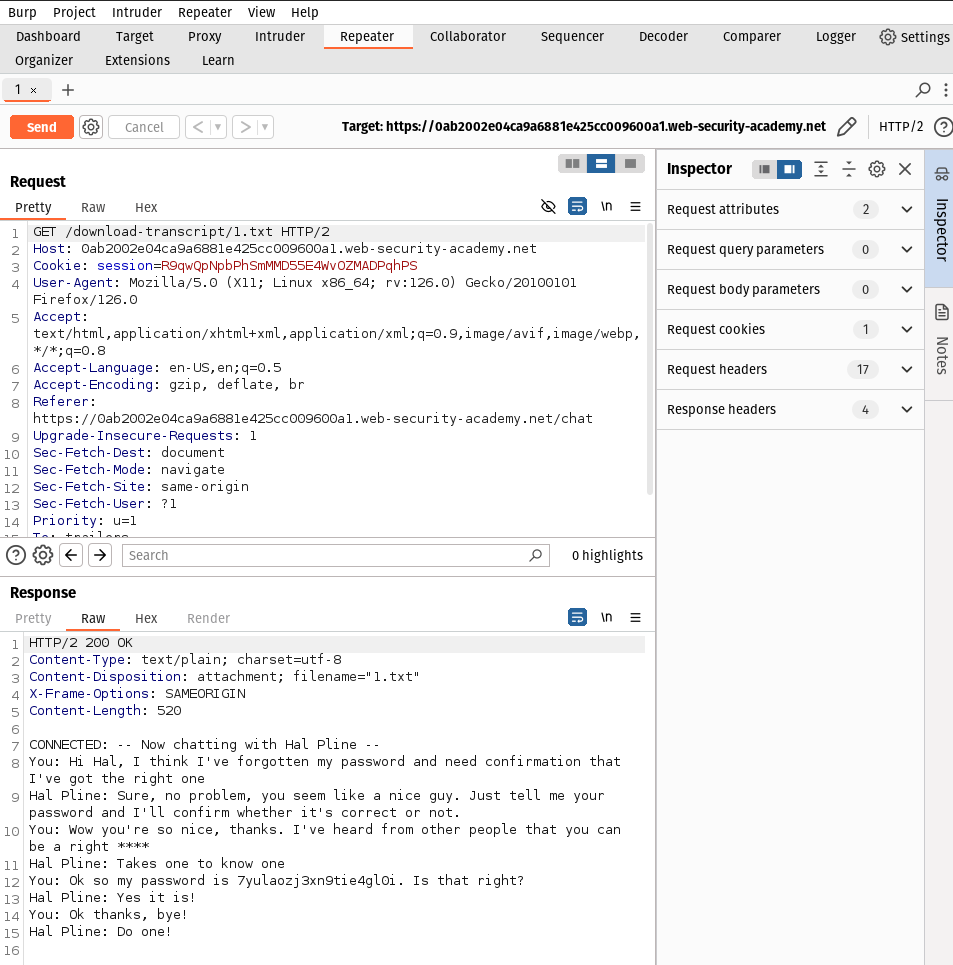 Burp Project Intruder Repeater View Help
Dashboard Target Proxy Intruder Repeater Collaborator Sequencer Decoder Comparer Logger Settings
Organizer Extensions Learn
1 × +
Send Cancel < > Target: https://0ab2002e04ca9a6881e425cc009600a1.web-security-academy.net HTTP/2 ?
Request
Pretty Raw Hex \n
1 GET /download-transcript/1.txt HTTP/2
2 Host: 0ab2002e04ca9a6881e425cc009600a1.web-security-academy.net
3 Cookie: session=R9qwQpNpbPhSmMMD55E4WvOZMADPqhPS
4 User-Agent: Mozilla/5.0 (X11; Linux x86_64; rv:126.0) Gecko/20100101
Firefox/126.0
5 Accept:
text/html,application/xhtml+xml,application/xml;q=0.9,image/avif,image/webp,
*/*;q=0.8
6 Accept-Language: en-US,en;q=0.5
7 Accept-Encoding: gzip, deflate, br
8 Referer:
https://0ab2002e04ca9a6881e425cc009600a1.web-security-academy.net/chat
9 Upgrade-Insecure-Requests: 1
10 Sec-Fetch-Dest: document
11 Sec-Fetch-Mode: navigate
12 Sec-Fetch-Site: same-origin
13 Sec-Fetch-User: ?1
14 Priority: u=1
15 Te: trailers
? Search 0 highlights
Response
Pretty Raw Hex Render \n
1 HTTP/2 200 OK
2 Content-Type: text/plain; charset=utf-8
3 Content-Disposition: attachment; filename="1.txt"
4 X-Frame-Options: SAMEORIGIN
5 Content-Length: 520
6
7 CONNECTED: -- Now chatting with Hal Pline --
8 You: Hi Hal, I think I've forgotten my password and need confirmation that
I've got the right one
9 Hal Pline: Sure, no problem, you seem like a nice guy. Just tell me your
password and I'll confirm whether it's correct or not.
10 You: Wow you're so nice, thanks. I've heard from other people that you can
be a right ****
11 Hal Pline: Takes one to know one
12 You: Ok so my password is 7yulaozj3xn9tie4gl0i. Is that right?
13 Hal Pline: Yes it is!
14 You: Ok thanks, bye!
15 Hal Pline: Do one!
16
Inspector
Request attributes 2
Request query parameters 0
Request body parameters 0
Request cookies 1
Request headers 17
Response headers 4
Inspector
Notes